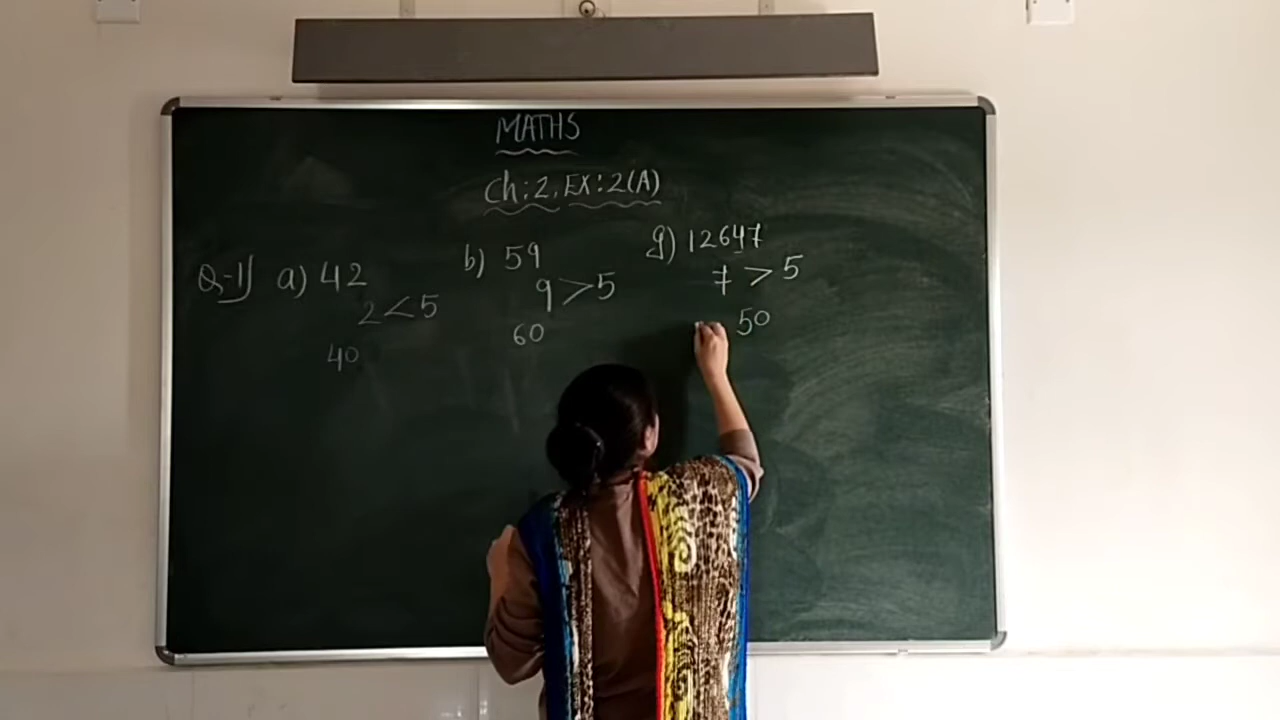 MATHS
Ch:2, Ex:2(A)
Q-1) a) 42
2<5
40
b) 59
9>5
60
g) 12647
7>5
50